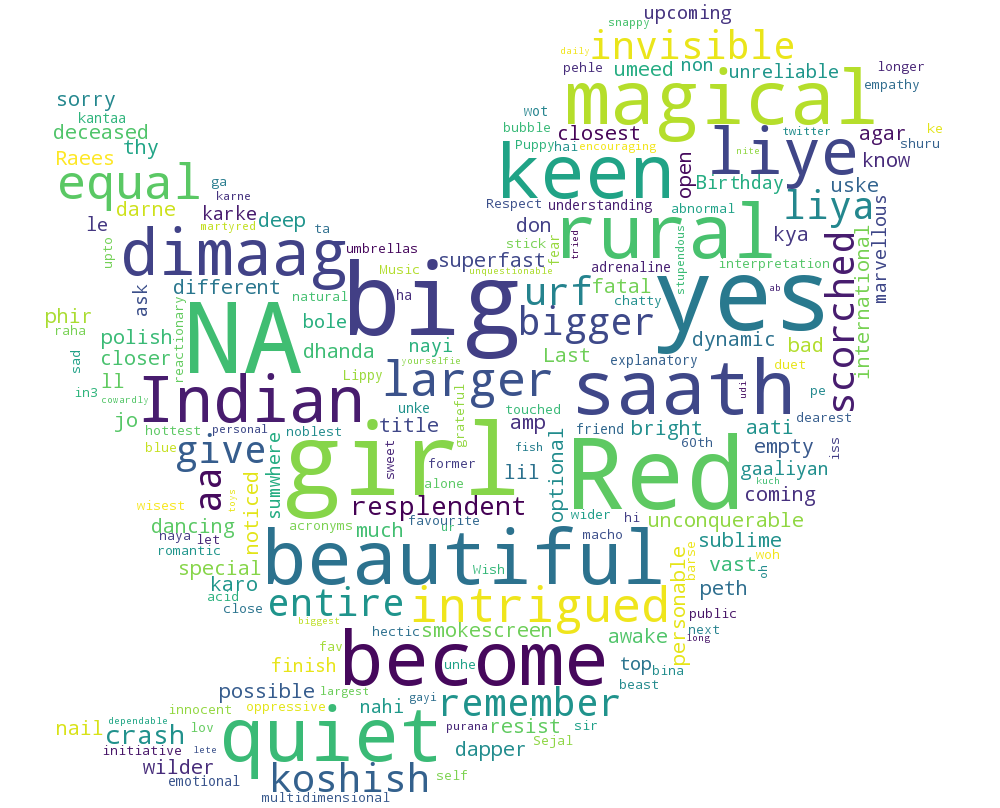 upcoming
snappy
invisible
daily
pehle
umeed
non
unreliable
longer
empathy
magical
sorry
kantaa
deceased
thy
Raees
wot
bubble
closest
twitter
agar
ke
shuru
Puppy
hai
encouraging
keen
liye
nite
know
open
equal
ga
karne
Respect
understanding
abnormal
Birthday
uske
liya
darne
karke
deep
martyred
le
ta
don
rural
kya
marvellous
dimaag
umbrellas
stick
fear
tried
stupendous
scorched
international
upto
ask
different
Music
superfast
unquestionable
adrenaline
interpretation
big
ha
urf
fatal
chatty
yes
ab
natural
reactionary
NA
phir
raha
polish
bole
nayi
bigger
dynamic
bad
closer
dhanda
yourselfie
Last
explanatory
duet
sad
ll
in3
cowardly
Indian
Lippy
larger
saath
udi
pe
jo
hottest
personal
noblest
unke
grateful
touched
amp
title
friend
bright
60th
aati
dearest
blue
give
sumwhere
sweet
former
fish
girl
alone
lil
optional
Red
empty
iss
gaaliyan
kuch
wisest
aa
toys
noticed
resplendent
coming
dancing
acronyms
much
favourite
ur
wider
hi
unconquerable
naya
let
romantic
beautiful
macho
sublime
woh
barse
special
Wish
vast
oh
karo
acid
peth
close
entire
intrigued
personable
public
biggest
hectic
smokescreen
awake
next
long
fav
become
unhe
top
bina
finish
beast
possible
largest
gayi
innocent
oppressive
nahi
remember
dependable
nail
crash
lov
quiet
purana
resist
sir
Sejal
initiative
lete
dapper
wilder
emotional
koshish
self
multidimensional